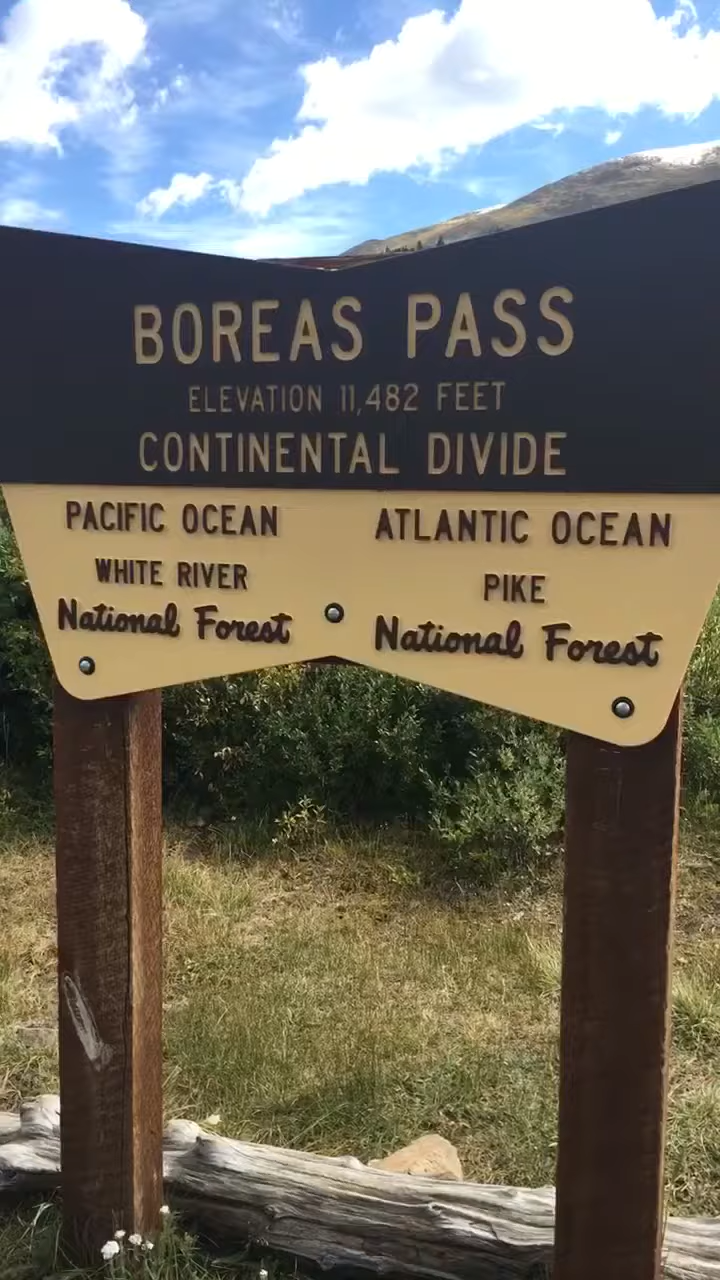 BOREAS PASS
ELEVATION 11,482 FEET
CONTINENTAL DIVIDE
PACIFIC OCEAN
WHITE RIVER
National Forest
ATLANTIC OCEAN
PIKE
National Forest